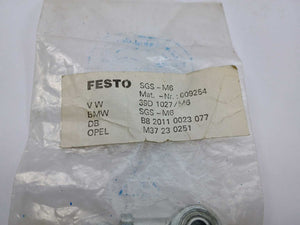 FESTO SGS-M6
Mat.-Nr.: 009254
VW 39D 1027/M6
BMW SGS-M6
DB B8 2011 0023 077
OPEL M37 23 0251